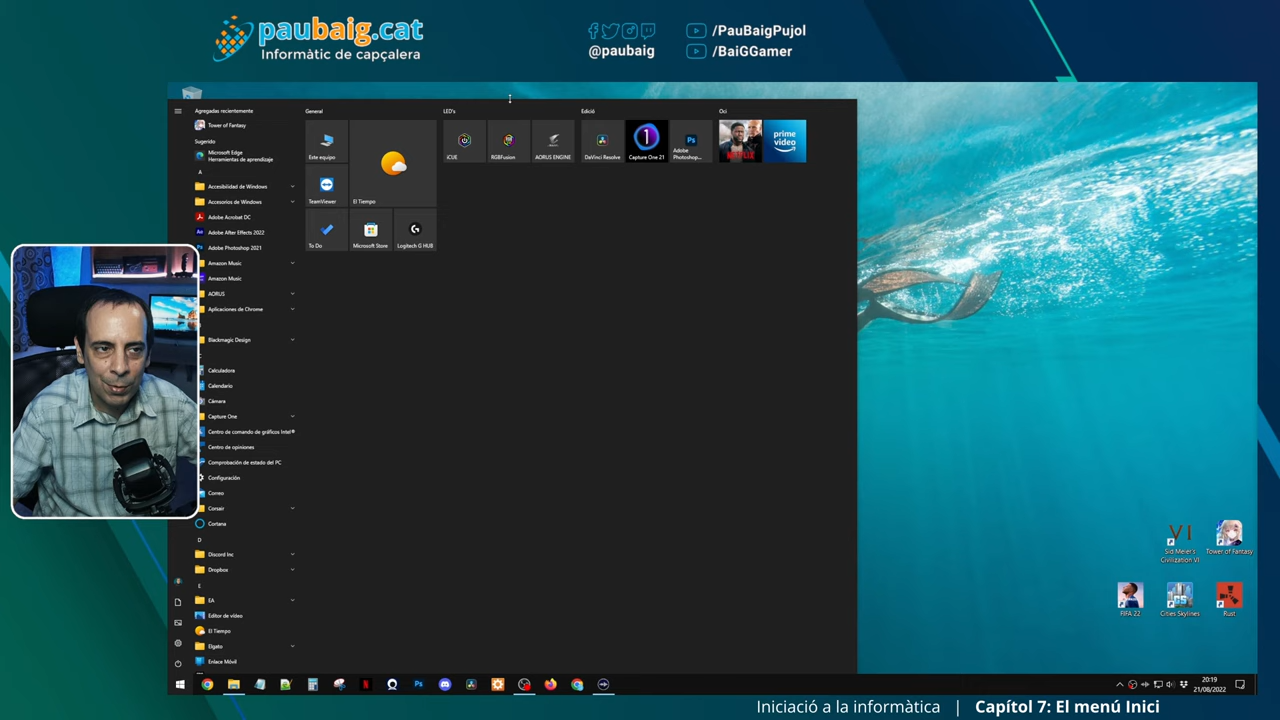 paubaig.cat
Informàtic de capçalera
@paubaig
/PauBaigPujol
/BaiGGamer
Agregadas recientemente
Tower of Fantasy
Sugerido
Microsoft Edge
Herramientas de aprendizaje
A
Accesibilidad de Windows
Accesorios de Windows
Adobe Acrobat DC
Adobe After Effects 2022
Adobe Photoshop 2021
Amazon Music
Amazon Music
AORUS
Aplicaciones de Chrome
Blackmagic Design
Calculadora
Calendario
Cámara
Capture One
Centro de comando de gráficos Intel®
Centro de opiniones
Comprobación de estado del PC
Configuración
Correo
Corsair
Cortana
D
Discord Inc
Dropbox
E
EA
Editor de vídeo
El Tiempo
Elgato
Enlace Móvil
General
Este equipo
TeamViewer
El Tiempo
To Do
Microsoft Store
Logitech G HUB
LED's
iCUE
RGBFusion
AORUS ENGINE
Edició
DaVinci Resolve
Capture One 21
Adobe
Photoshop...
Oci
NETFLIX
prime
video
VI
Sid Meier's
Civilization VI
Tower of Fantasy
FIFA 22
Cities Skylines
Rust
20:19
21/08/2022
Iniciació a la informàtica | Capítol 7: El menú Inici